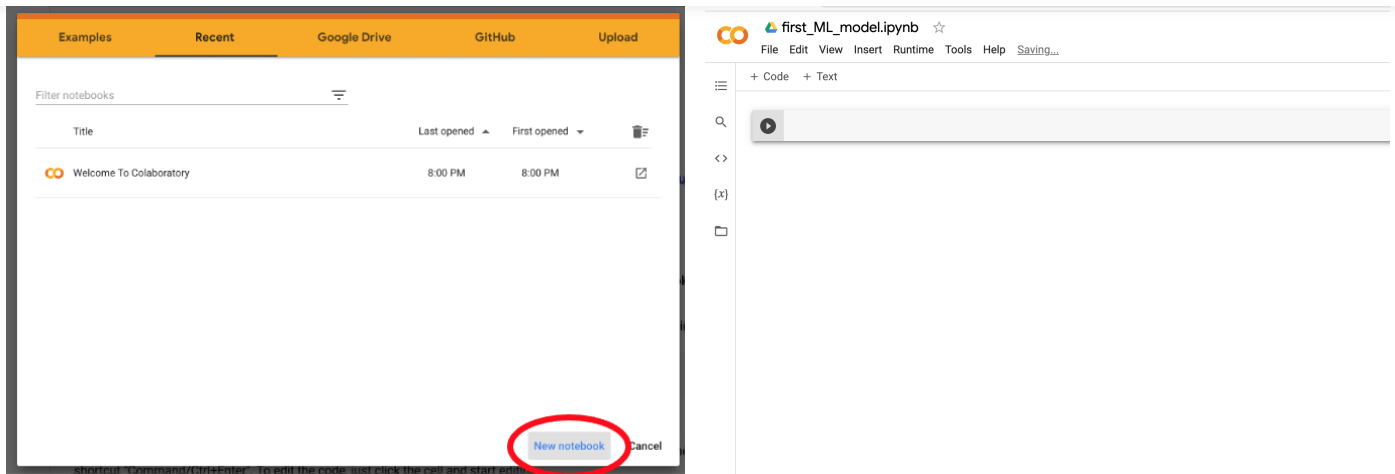 Examples Recent Google Drive GitHub Upload
Filter notebooks
Title Last opened First opened
Welcome To Colaboratory 8:00 PM 8:00 PM
New notebook Cancel
shortcut "Command/Ctrl+Enter". To edit the code, just click the cell and start editi
first_ML_model.ipynb
File Edit View Insert Runtime Tools Help Saving...
+ Code + Text
{x}